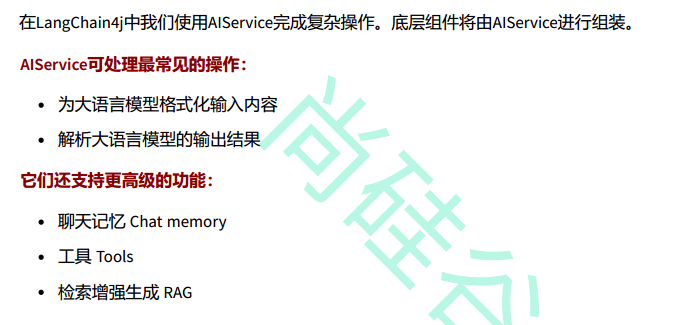 在LangChain4j中我们使用AIService完成复杂操作。底层组件将由AIService进行组装。
AIService可处理最常见的操作：
• 为大语言模型格式化输入内容
• 解析大语言模型的输出结果
它们还支持更高级的功能：
• 聊天记忆 Chat memory
• 工具 Tools
• 检索增强生成 RAG
尚硅谷